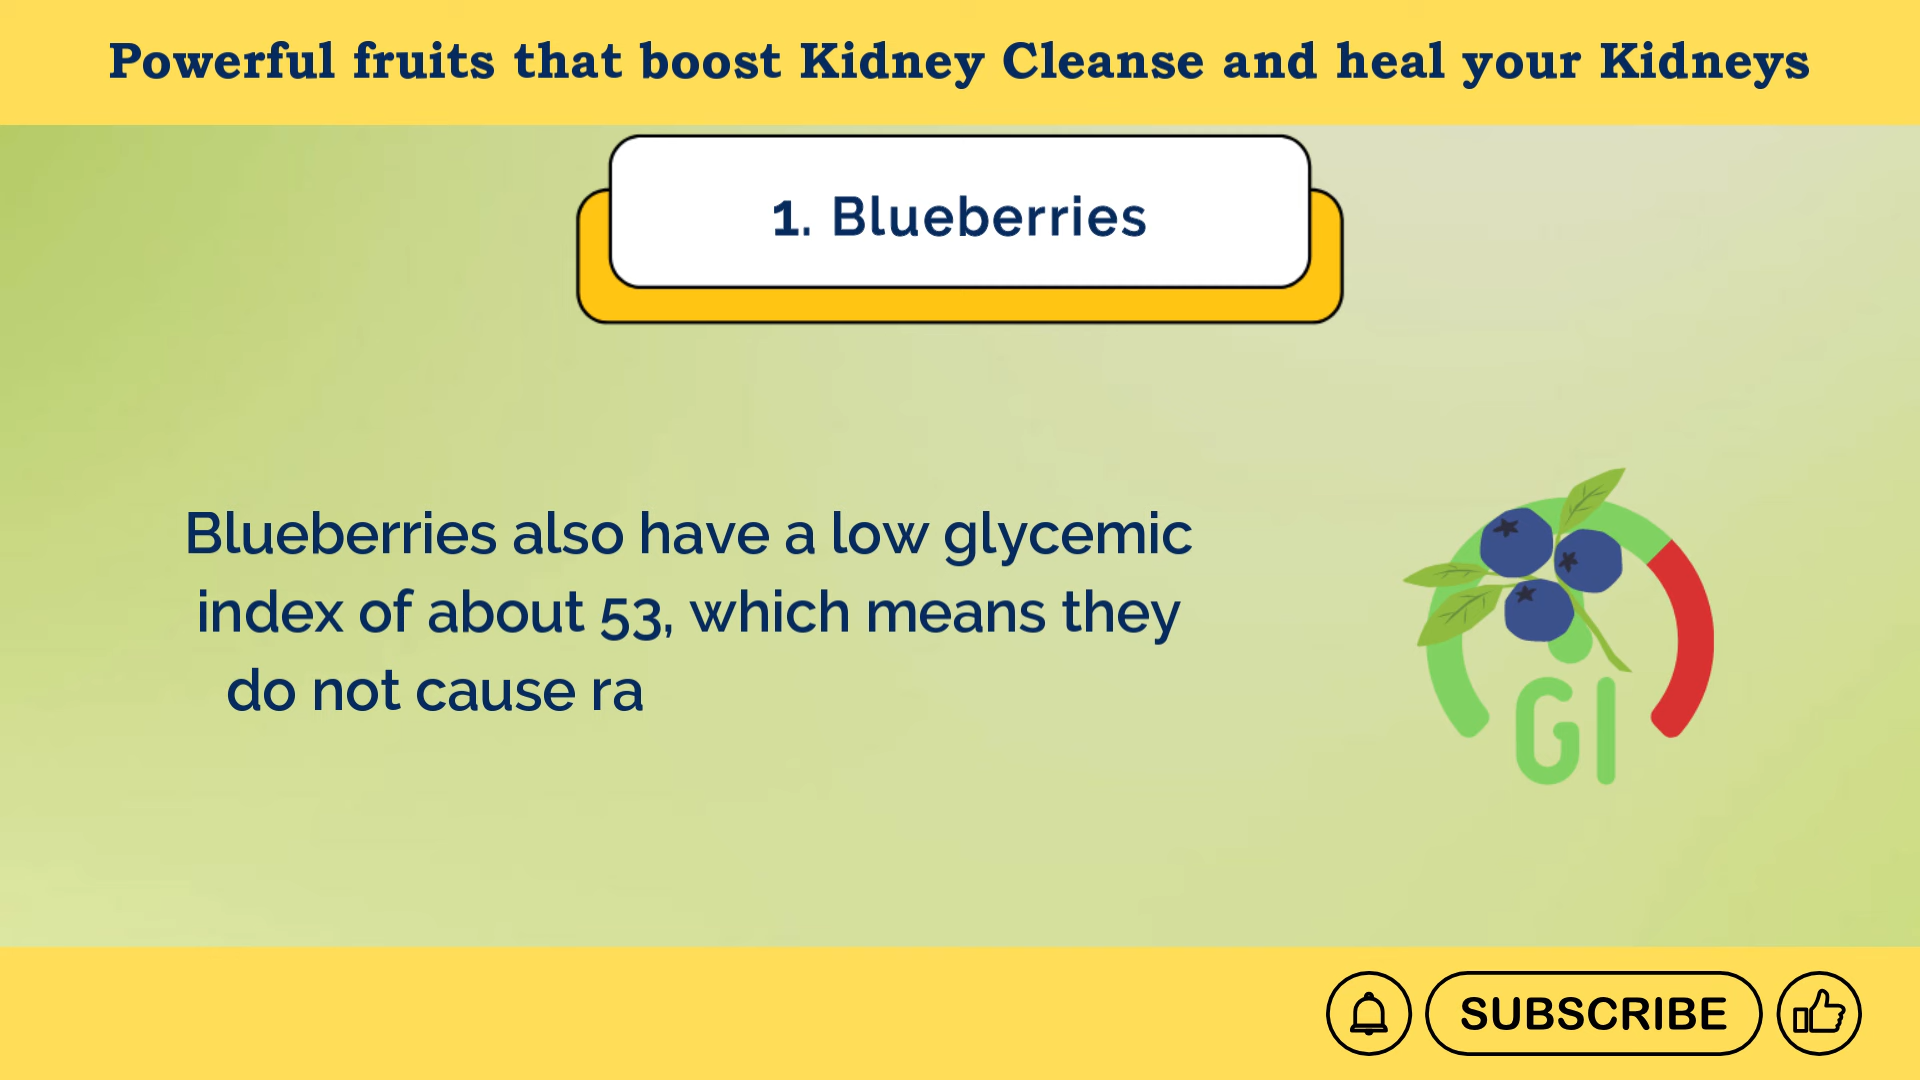 Powerful fruits that boost Kidney Cleanse and heal your Kidneys
1. Blueberries
Blueberries also have a low glycemic
index of about 53, which means they
do not cause ra
GI
SUBSCRIBE